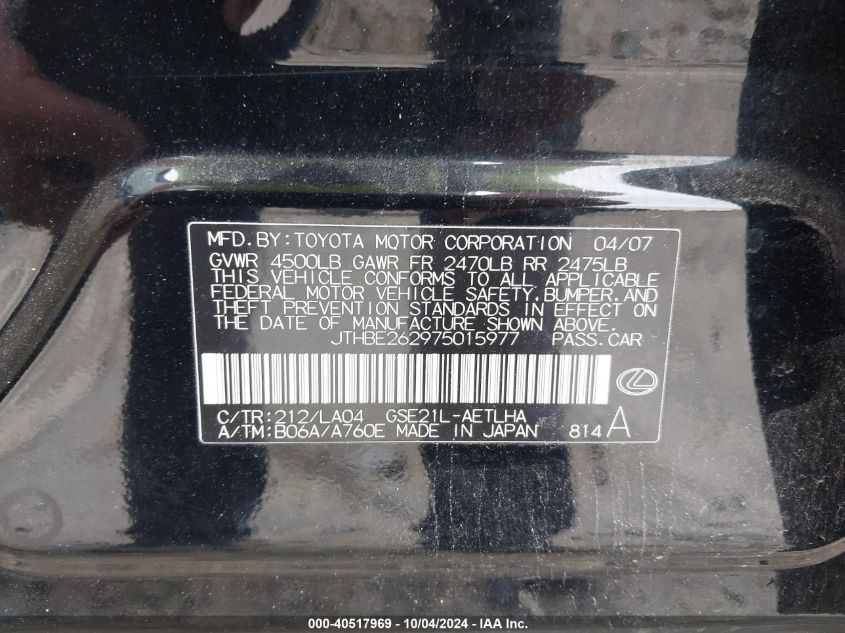 MFD. BY: TOYOTA MOTOR CORPORATION 04/07
GVWR 4500LB GAWR FR 2470LB RR 2475LB
THIS VEHICLE CONFORMS TO ALL APPLICABLE
FEDERAL MOTOR VEHICLE SAFETY, BUMPER, AND
THEFT PREVENTION STANDARDS IN EFFECT ON
THE DATE OF MANUFACTURE SHOWN ABOVE.
JTHBE262975015977 PASS. CAR
C/TR: 212/LA04 GSE21L-AETLHA
A/TM: B06A/A760E MADE IN JAPAN 814 A
000-40517969 - 10/04/2024 - IAA